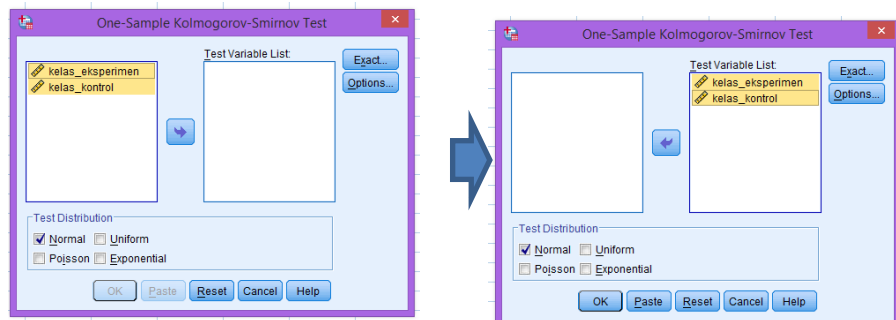 One-Sample Kolmogorov-Smirnov Test
Test Variable List:
kelas_eksperimen
kelas_kontrol
Exact...
Options...
Test Distribution
Normal Uniform
Poisson Exponential
OK Paste Reset Cancel Help
One-Sample Kolmogorov-Smirnov Test
Test Variable List:
kelas_eksperimen
kelas_kontrol
Exact...
Options...
Test Distribution
Normal Uniform
Poisson Exponential
OK Paste Reset Cancel Help